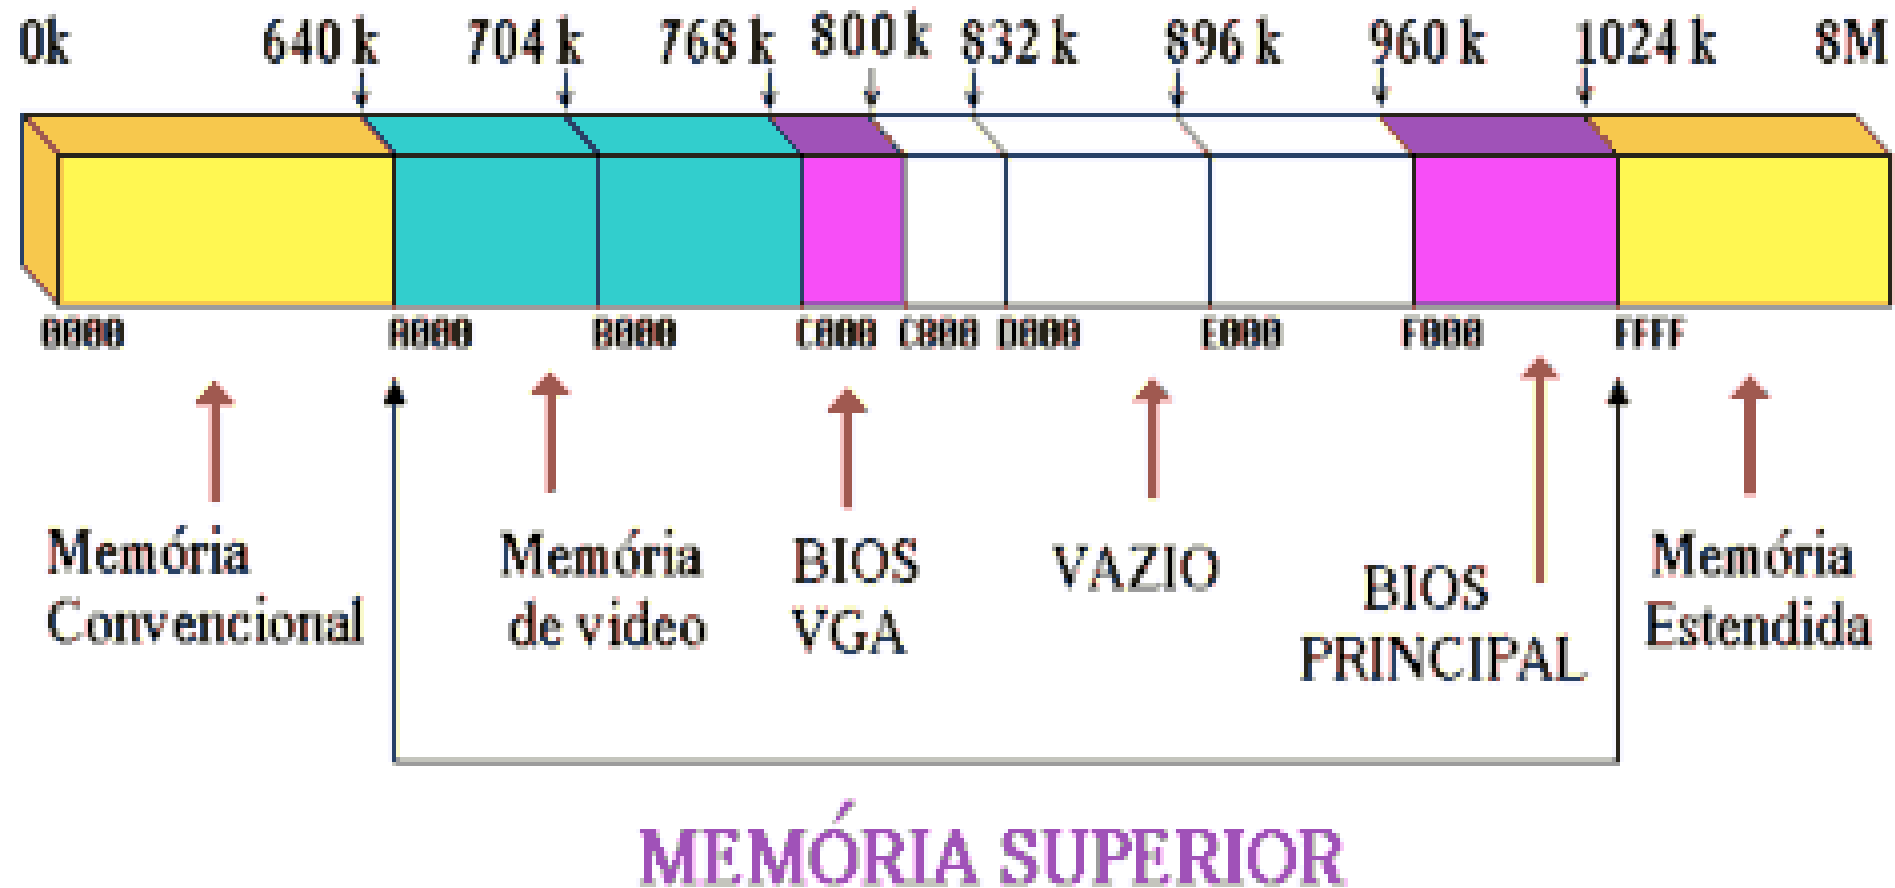 0k 640 k 704 k 768 k 800 k 832 k 896 k 960 k 1024 k 8M
0000 A000 B000 C000 C800 D000 E000 F000 FFFF
Memória
Convencional
Memória
de video
BIOS
VGA
VAZIO
BIOS
PRINCIPAL
Memória
Estendida
MEMÓRIA SUPERIOR